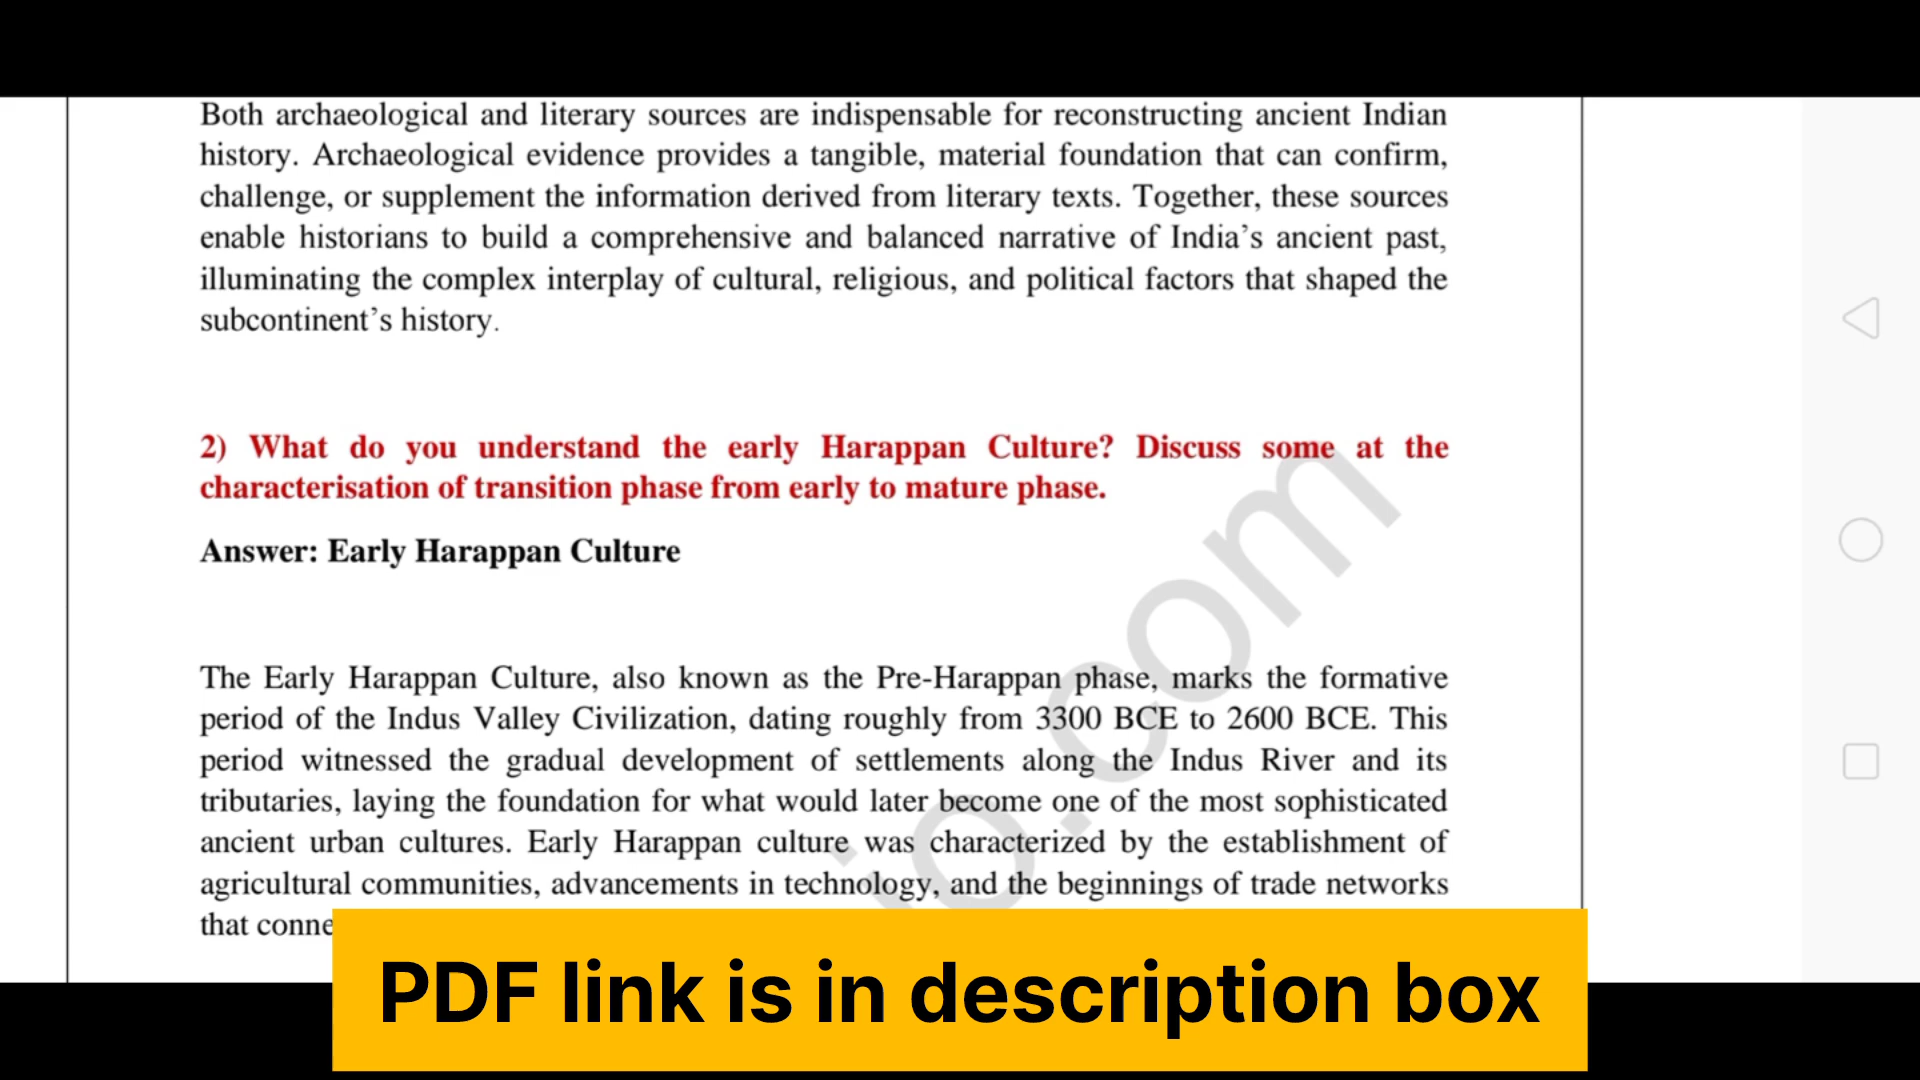 Both archaeological and literary sources are indispensable for reconstructing ancient Indian
history. Archaeological evidence provides a tangible, material foundation that can confirm,
challenge, or supplement the information derived from literary texts. Together, these sources
enable historians to build a comprehensive and balanced narrative of India’s ancient past,
illuminating the complex interplay of cultural, religious, and political factors that shaped the
subcontinent’s history.
2) What do you understand the early Harappan Culture? Discuss some at the
characterisation of transition phase from early to mature phase.
Answer: Early Harappan Culture
The Early Harappan Culture, also known as the Pre-Harappan phase, marks the formative
period of the Indus Valley Civilization, dating roughly from 3300 BCE to 2600 BCE. This
period witnessed the gradual development of settlements along the Indus River and its
tributaries, laying the foundation for what would later become one of the most sophisticated
ancient urban cultures. Early Harappan culture was characterized by the establishment of
agricultural communities, advancements in technology, and the beginnings of trade networks
that conne
io.com
PDF link is in description box